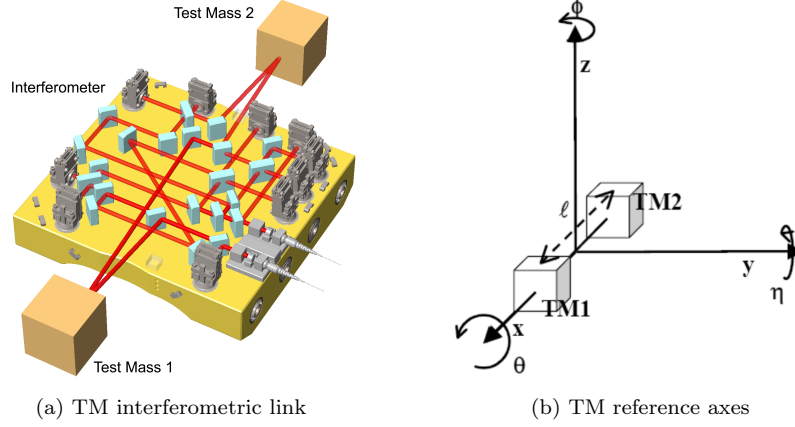 Test Mass 2
Interferometer
Test Mass 1
(a) TM interferometric link
ϕ
z
ℓ
TM2
y
η
TM1
x
θ
(b) TM reference axes